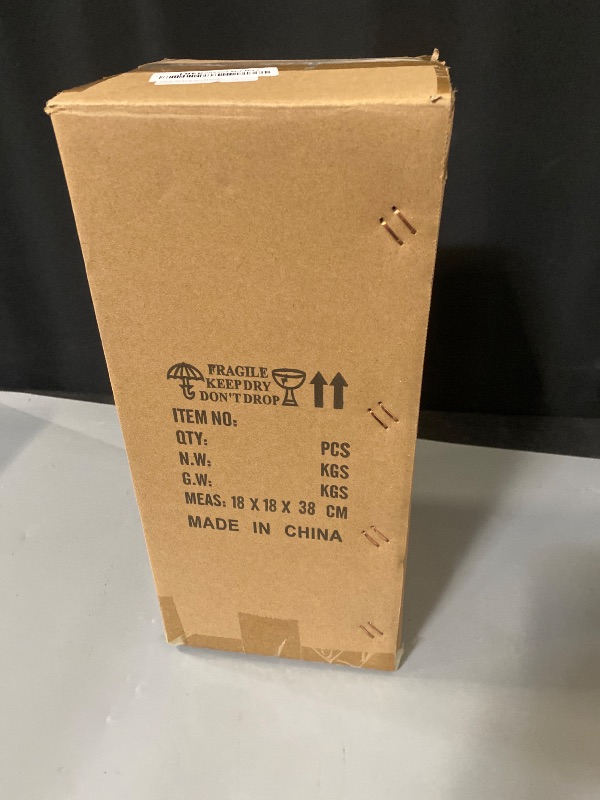 FRAGILE
KEEP DRY
DON'T DROP
ITEM NO:
QTY: PCS
N.W: KGS
G.W: KGS
MEAS: 18 X 18 X 38 CM
MADE IN CHINA